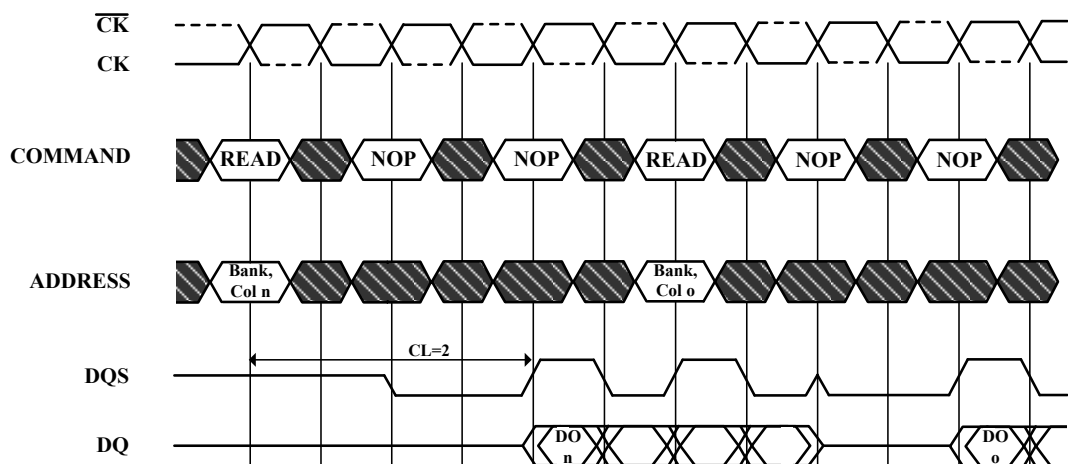 CK
CK
COMMAND READ NOP NOP READ NOP NOP
ADDRESS Bank, Col n Bank, Col o
CL=2
DQS
DQ DO n DO o